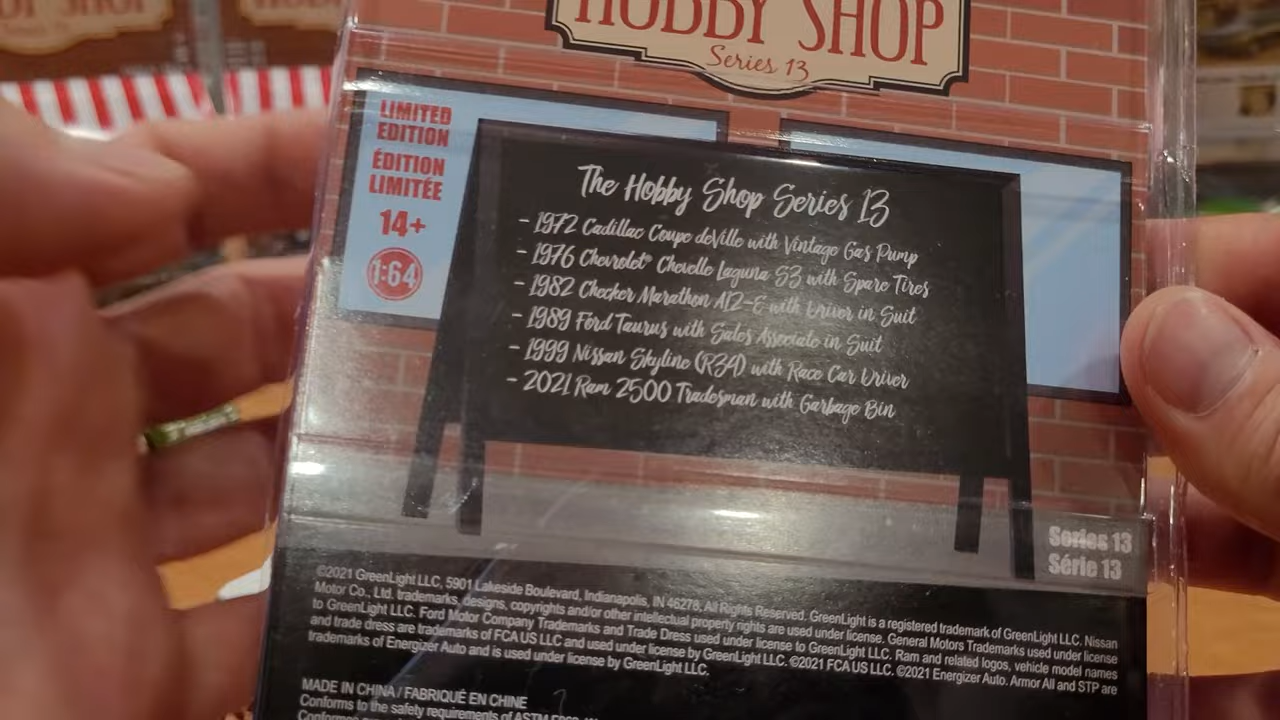 HOBBY SHOP
Series 13
LIMITED
EDITION
ÉDITION
LIMITÉE
14+
1:64
The Hobby Shop Series 13
- 1972 Cadillac Coupe deVille with Vintage Gas Pump
- 1976 Chevrolet® Chevelle Laguna S3 with Spare Tires
- 1982 Checker Marathon A12-E with Driver in Suit
- 1989 Ford Taurus with Sales Associate in Suit
- 1999 Nissan Skyline (R34) with Race Car Driver
- 2021 Ram 2500 Tradesman with Garbage Bin
Series 13
Série 13
©2021 GreenLight LLC, 5901 Lakeside Boulevard, Indianapolis, IN 46278. All Rights Reserved. GreenLight is a registered trademark of GreenLight LLC. Nissan
Motor Co., Ltd. trademarks, designs, copyrights and/or other intellectual property rights are used under license. General Motors Trademarks used under license
to GreenLight LLC. Ford Motor Company Trademarks and Trade Dress used under license to GreenLight LLC. Ram and related logos, vehicle model names
and trade dress are trademarks of FCA US LLC and used under license by GreenLight LLC. ©2021 FCA US LLC. ©2021 Energizer Auto. Armor All and STP are
trademarks of Energizer Auto and is used under license by GreenLight LLC.
MADE IN CHINA / FABRIQUÉ EN CHINE
Conforms to the safety requirements of ASTM